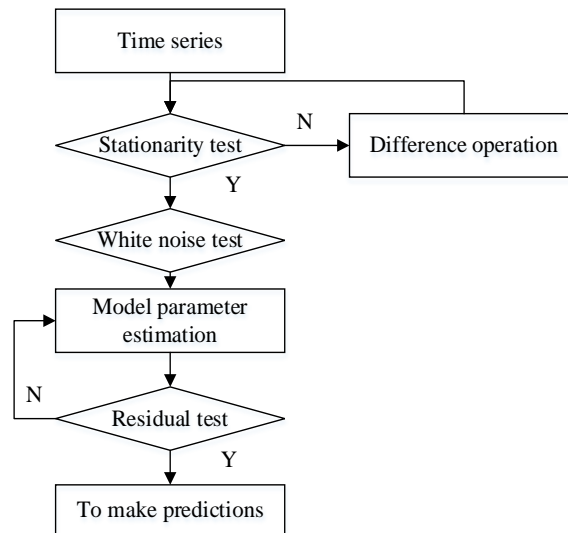 Time series
N
Stationarity test
Difference operation
Y
White noise test
Model parameter
estimation
N
Residual test
Y
To make predictions